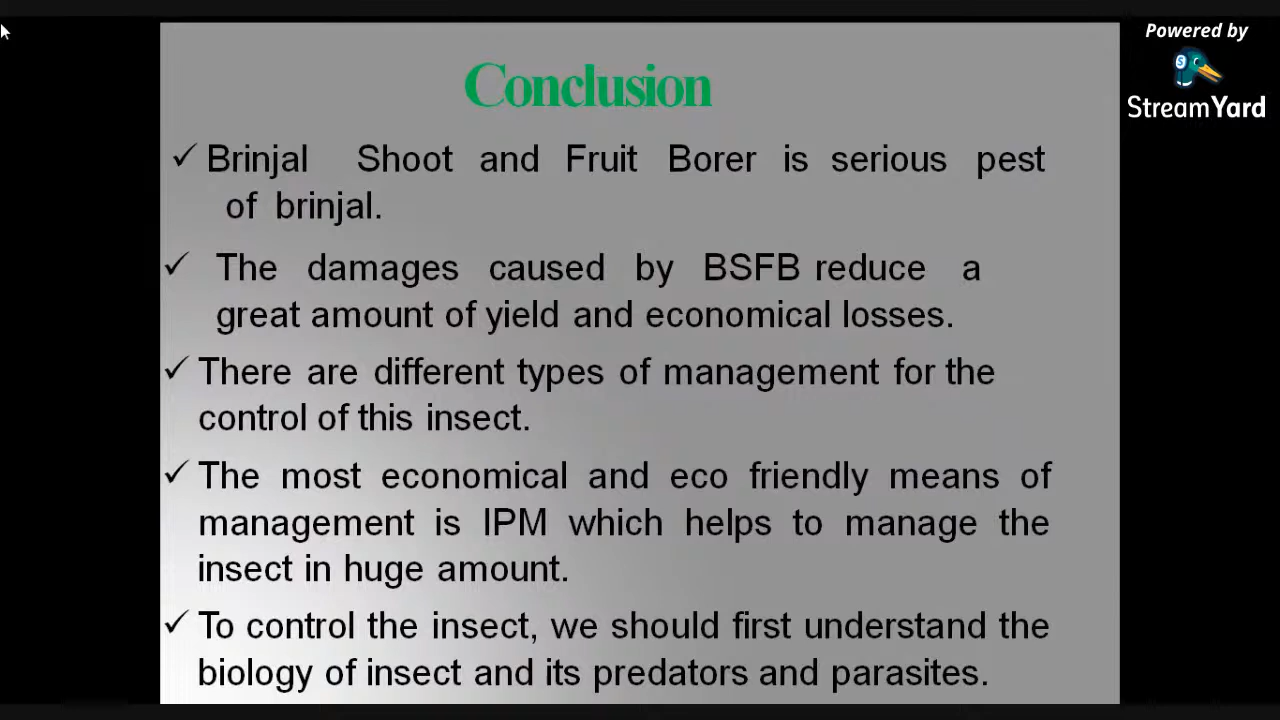 Powered by
StreamYard
Conclusion
✓ Brinjal Shoot and Fruit Borer is serious pest
of brinjal.
✓ The damages caused by BSFB reduce a
great amount of yield and economical losses.
✓ There are different types of management for the
control of this insect.
✓ The most economical and eco friendly means of
management is IPM which helps to manage the
insect in huge amount.
✓ To control the insect, we should first understand the
biology of insect and its predators and parasites.